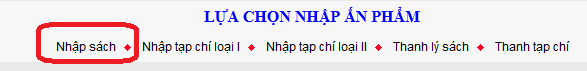 LỰA CHỌN NHẬP ẤN PHẨM
Nhập sách ♦ Nhập tạp chí loại I ♦ Nhập tạp chí loại II ♦ Thanh lý sách ♦ Thanh tạp chí